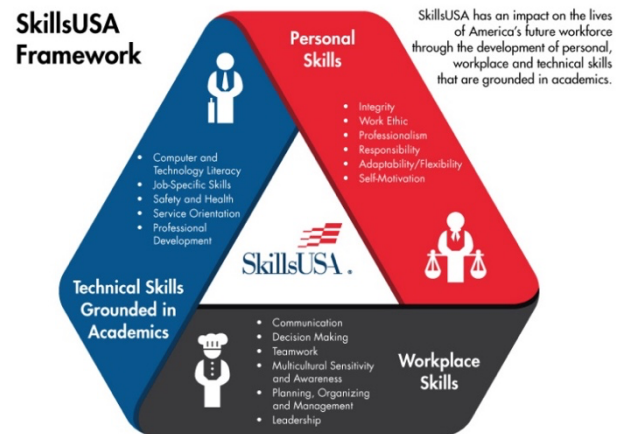 SkillsUSA
Framework
SkillsUSA has an impact on the lives
of America's future workforce
through the development of personal,
workplace and technical skills
that are grounded in academics.
Personal
Skills
• Integrity
• Work Ethic
• Professionalism
• Responsibility
• Adaptability/Flexibility
• Self-Motivation
• Computer and
Technology Literacy
• Job-Specific Skills
• Safety and Health
• Service Orientation
• Professional
Development
SkillsUSA®
Technical Skills
Grounded in
Academics
• Communication
• Decision Making
• Teamwork
• Multicultural Sensitivity
and Awareness
• Planning, Organizing
and Management
• Leadership
Workplace
Skills